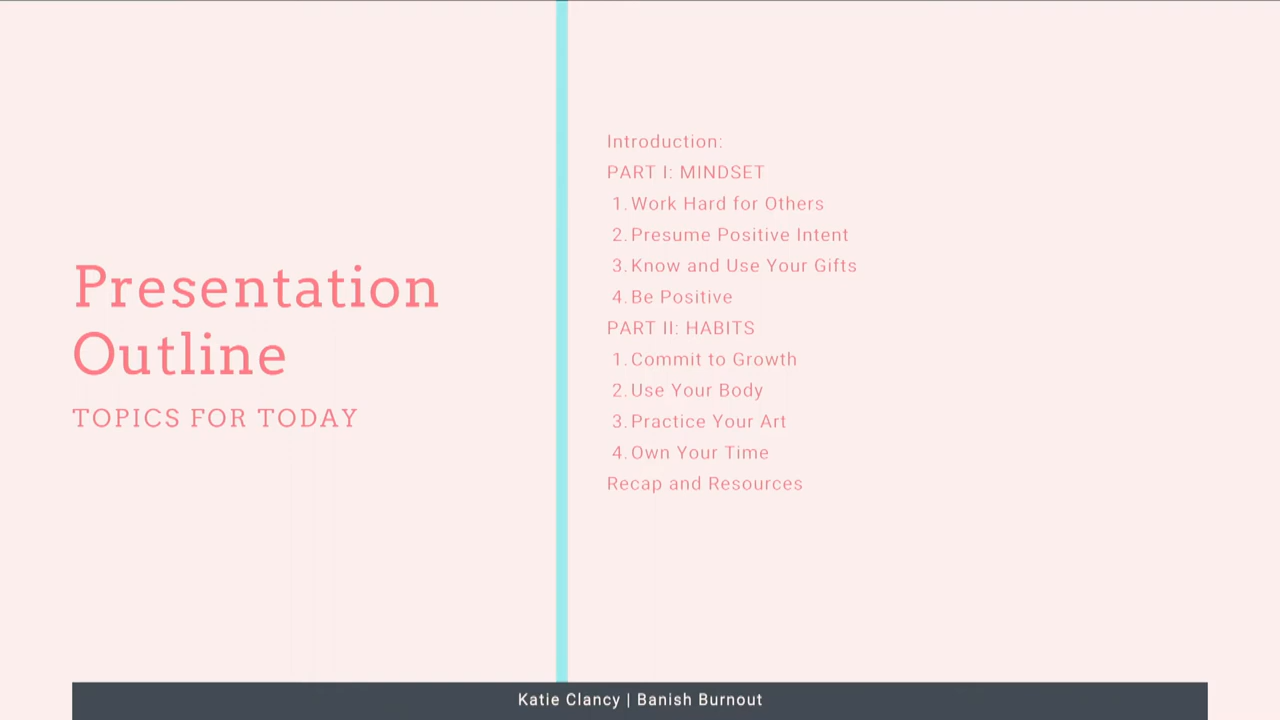 Presentation
Outline
TOPICS FOR TODAY
Introduction:
PART I: MINDSET
1. Work Hard for Others
2. Presume Positive Intent
3. Know and Use Your Gifts
4. Be Positive
PART II: HABITS
1. Commit to Growth
2. Use Your Body
3. Practice Your Art
4. Own Your Time
Recap and Resources
Katie Clancy | Banish Burnout